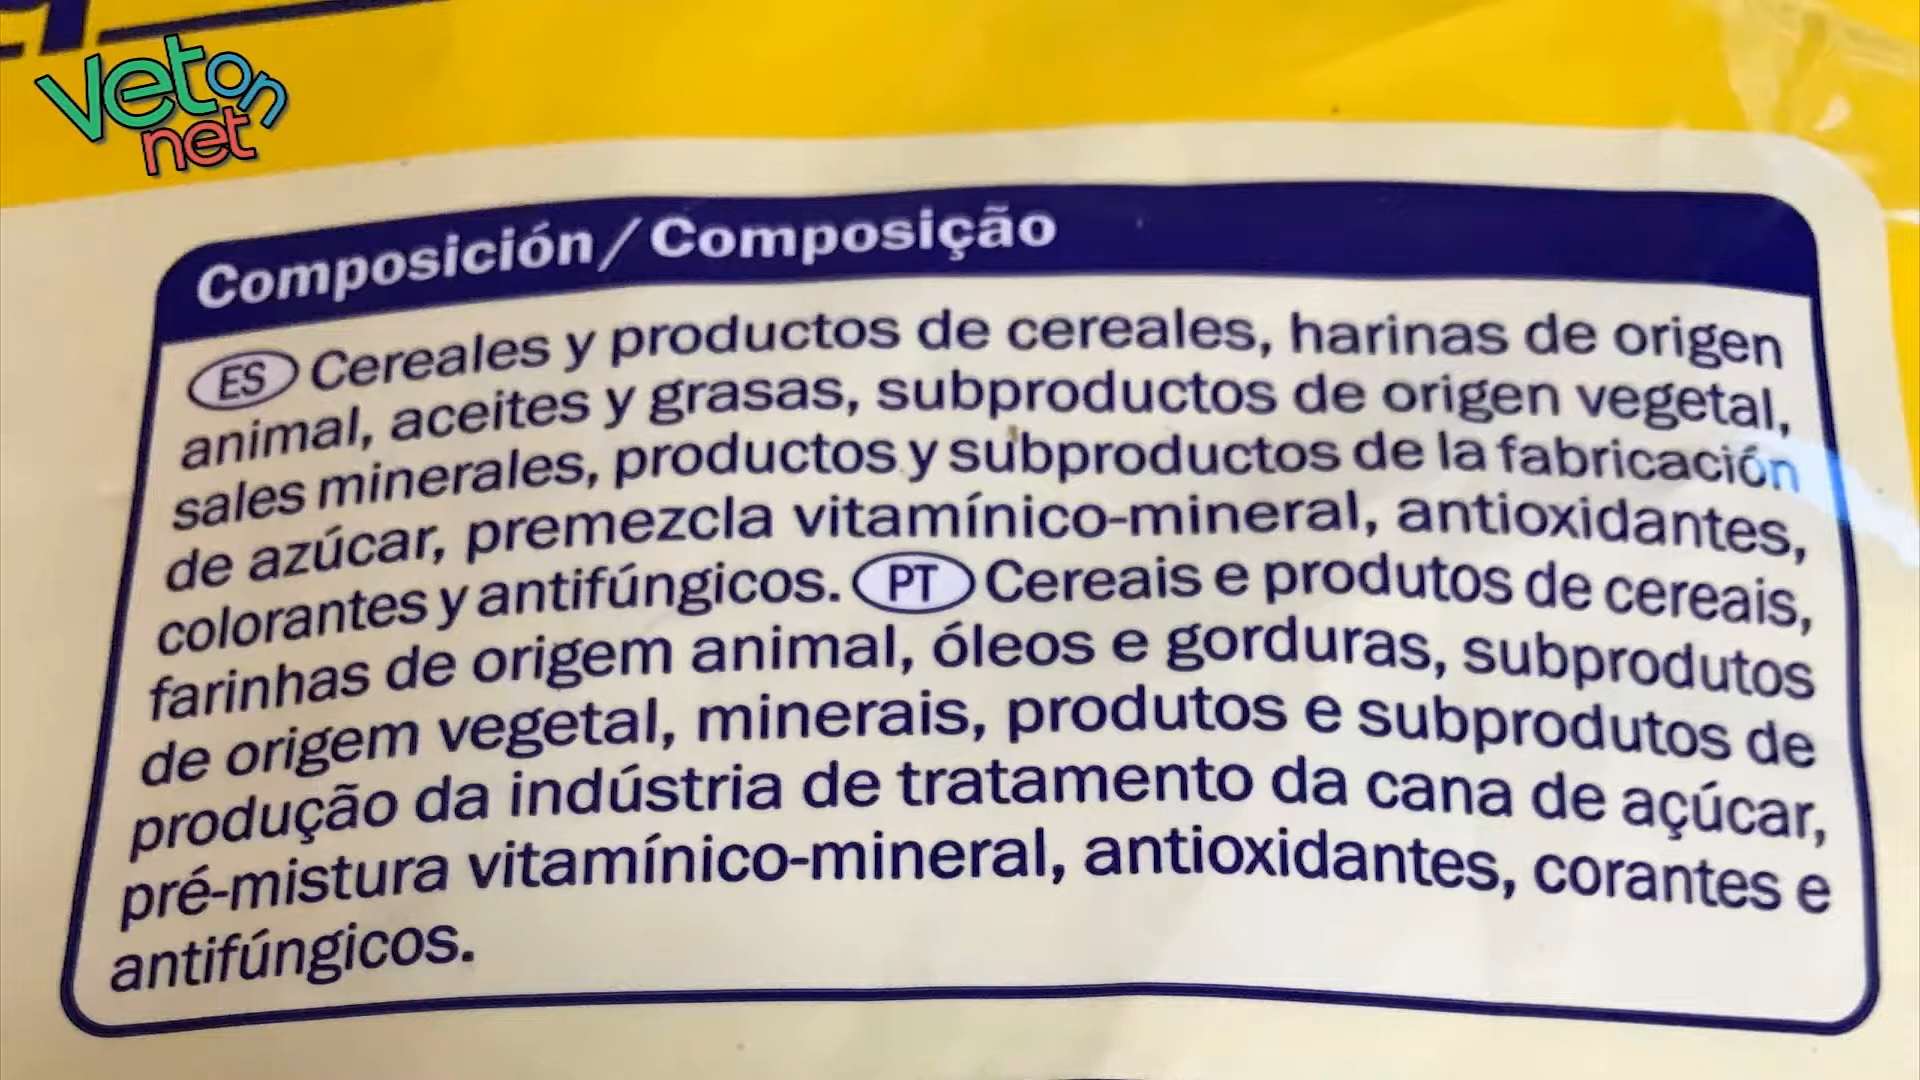 Vet on
net
Composición/Composição
ES Cereales y productos de cereales, harinas de origen
animal, aceites y grasas, subproductos de origen vegetal,
sales minerales, productos y subproductos de la fabricación
de azúcar, premezcla vitamínico-mineral, antioxidantes,
colorantes y antifúngicos. PT Cereais e produtos de cereais,
farinhas de origem animal, óleos e gorduras, subprodutos
de origem vegetal, minerais, produtos e subprodutos de
produção da indústria de tratamento da cana de açúcar,
pré-mistura vitamínico-mineral, antioxidantes, corantes e
antifúngicos.